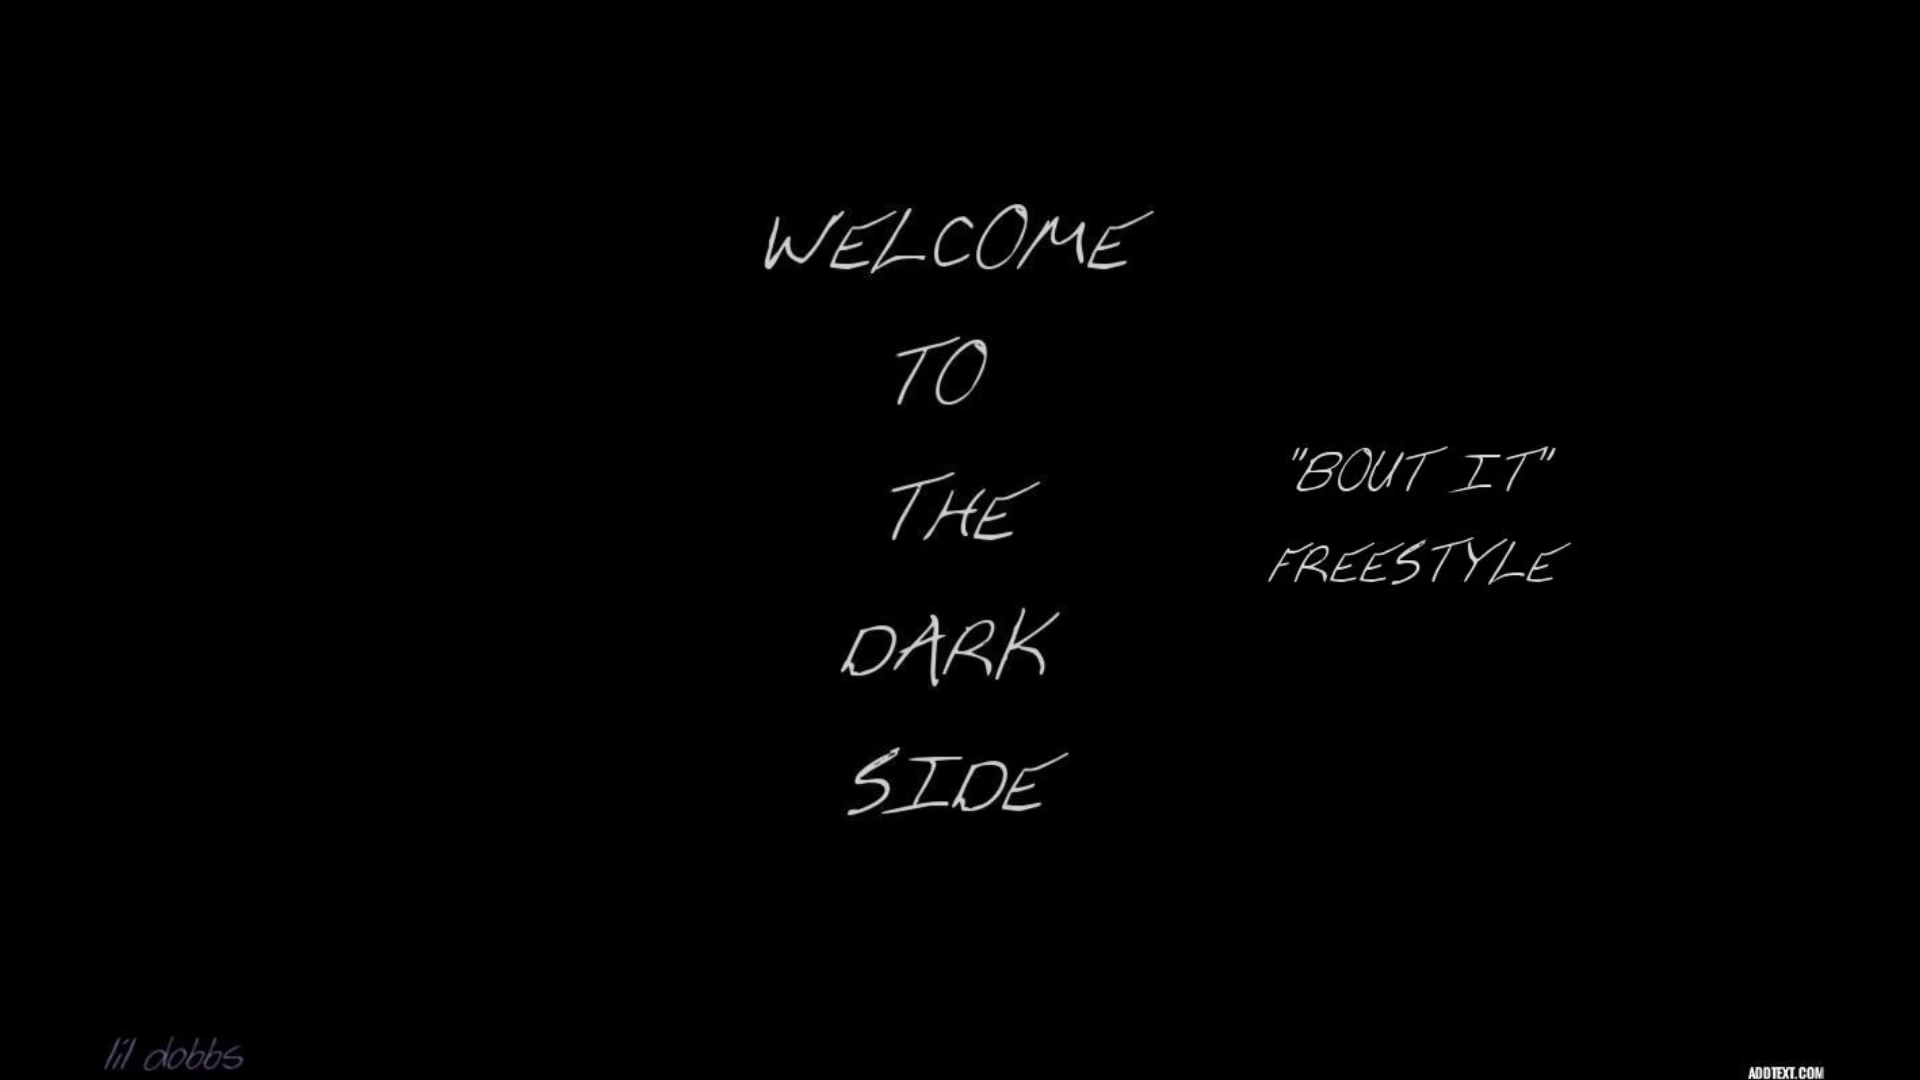 WELCOME
TO
THE
DARK
SIDE
"BOUT IT"
FREESTYLE
lil dobbs
ADDTEXT.COM